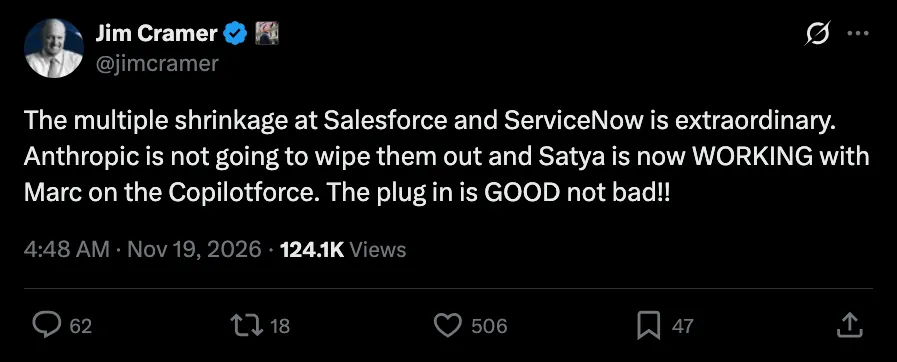 Jim Cramer
@jimcramer
The multiple shrinkage at Salesforce and ServiceNow is extraordinary.
Anthropic is not going to wipe them out and Satya is now WORKING with
Marc on the Copilotforce. The plug in is GOOD not bad!!
4:48 AM · Nov 19, 2026 · 124.1K Views
62 18 506 47